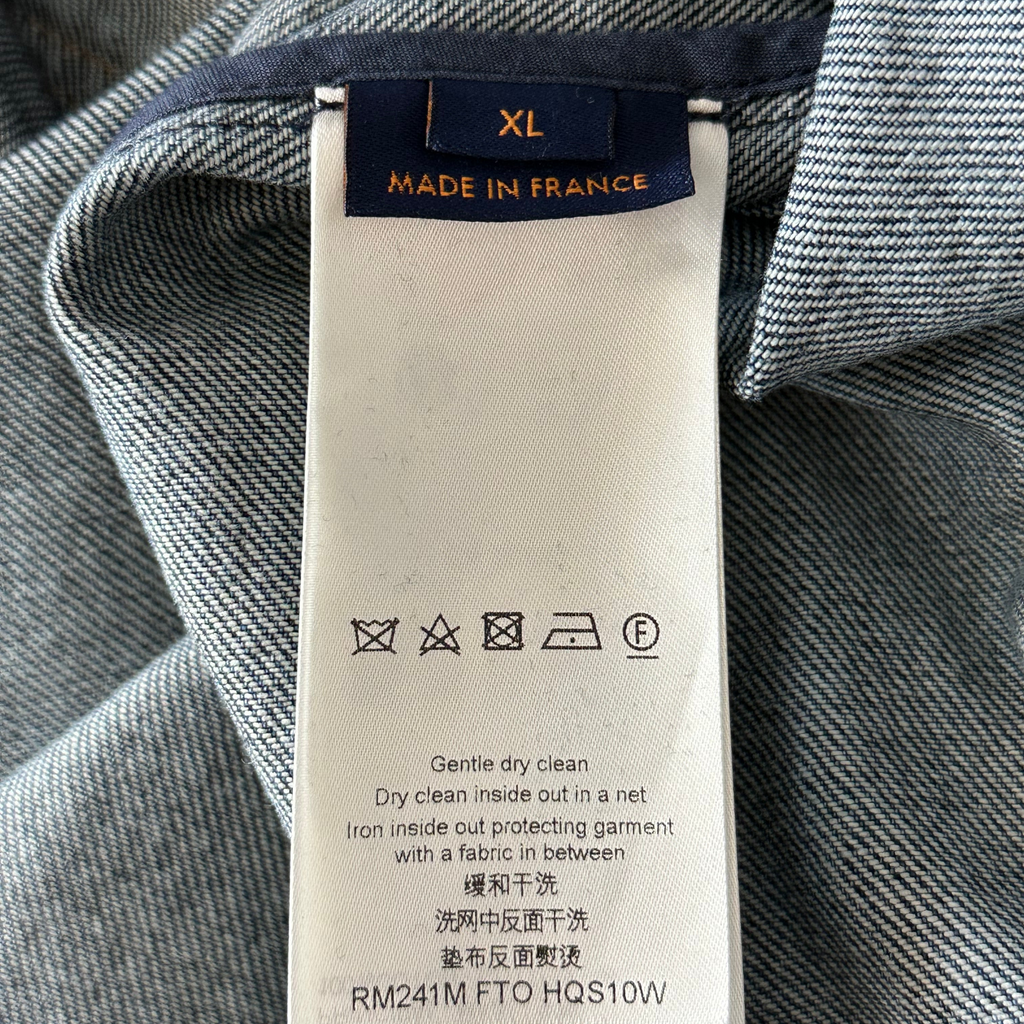 XL
MADE IN FRANCE
F
Gentle dry clean
Dry clean inside out in a net
Iron inside out protecting garment
with a fabric in between
缓和干洗
洗网中反面干洗
垫布反面熨烫
RM241M FTO HQS10W